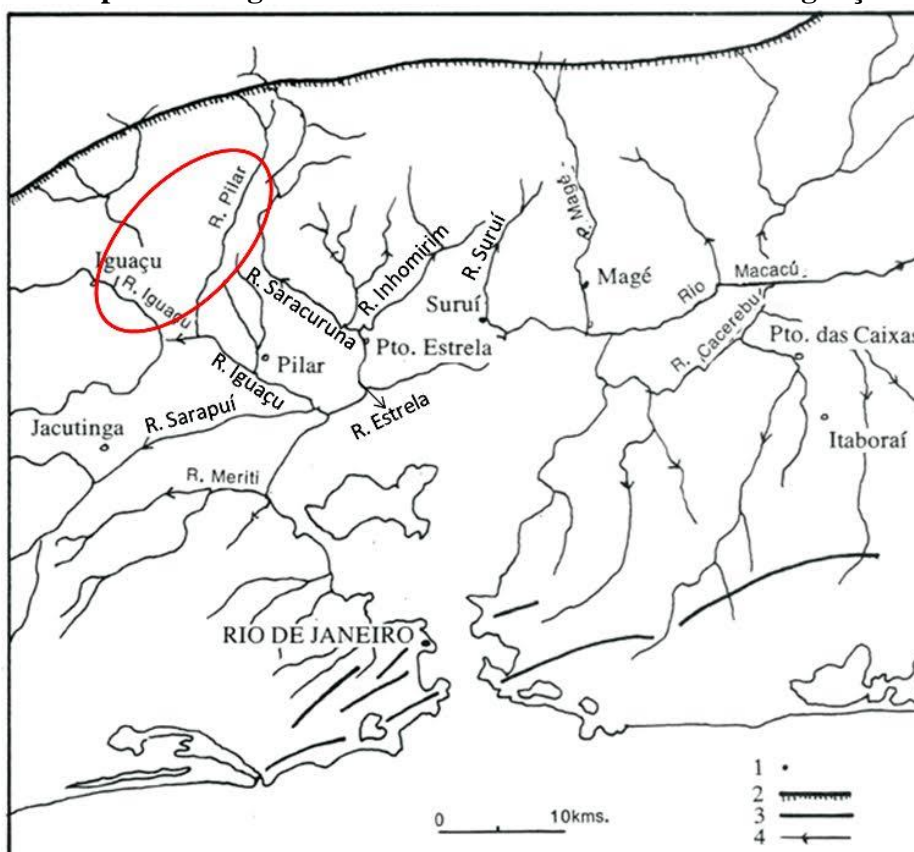 R. Pilar
R. Magé
Iguaçu
R. Iguaçu
R. Saracuruna
R. Inhomirim
R. Suruí
Suruí
Magé
Rio
Macacú
R. Cacerebu
Pto. das Caixas
Pilar
Pto. Estrela
R. Iguaçu
R. Estrela
Jacutinga
R. Sarapuí
Itaboraí
R. Meriti
RIO DE JANEIRO
1
2
3
4
0 10kms.